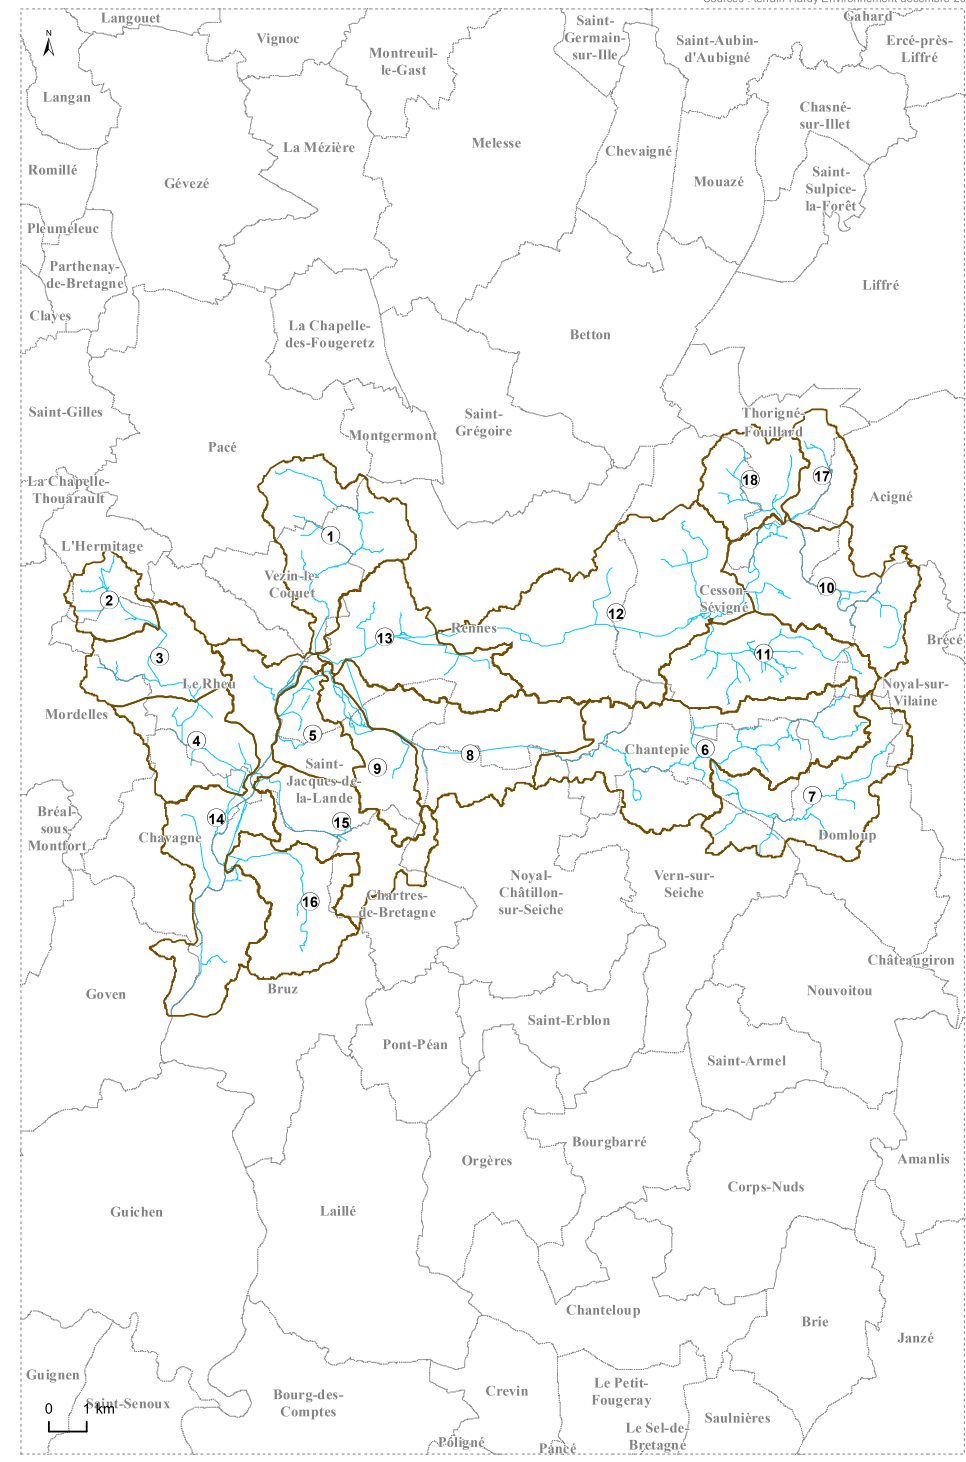 Langouet
Gahard
Saint-
Germain-
sur-Ille
Vignoc
Saint-Aubin-
d'Aubigné
Ercé-près-
Liffré
N
Montreuil-
le-Gast
Langan
Chasné-
sur-Illet
La Mézière
Melesse
Chevaigné
Romillé
Gévezé
Mouazé
Saint-
Sulpice-
la-Forêt
Pleumeleuc
Parthenay-
de-Bretagne
Liffré
Clayes
La Chapelle-
des-Fougeretz
Betton
Saint-Gilles
Saint-
Grégoire
Thorigné-
Fouillard
Pacé
Montgermont
La Chapelle-
Thouarault
18
17
Acigné
L'Hermitage
1
Vezin-le-
Coquet
2
10
Cesson-
Sévigné
12
13
Rennes
Brécé
3
11
Le Rheu
Noyal-sur-
Vilaine
Mordelles
4
5
6
Chantepie
8
Saint-
Jacques-de-
la-Lande
9
7
Bréal-
sous-
Montfort
14
15
Chavagne
Domloup
16
Chartres-
de-Bretagne
Noyal-
Châtillon-
sur-Seiche
Vern-sur-
Seiche
Châteaugiron
Goven
Bruz
Nouvoitou
Saint-Erblon
Pont-Péan
Saint-Armel
Bourgbarré
Orgères
Amanlis
Corps-Nuds
Guichen
Laillé
Chanteloup
Brie
Janzé
Guignen
Saint-Senoux
Bourg-des-
Comptes
Crevin
Le Petit-
Fougeray
Saulnières
0 1 km
Le Sel-de-
Bretagne
Poligné
Pancé